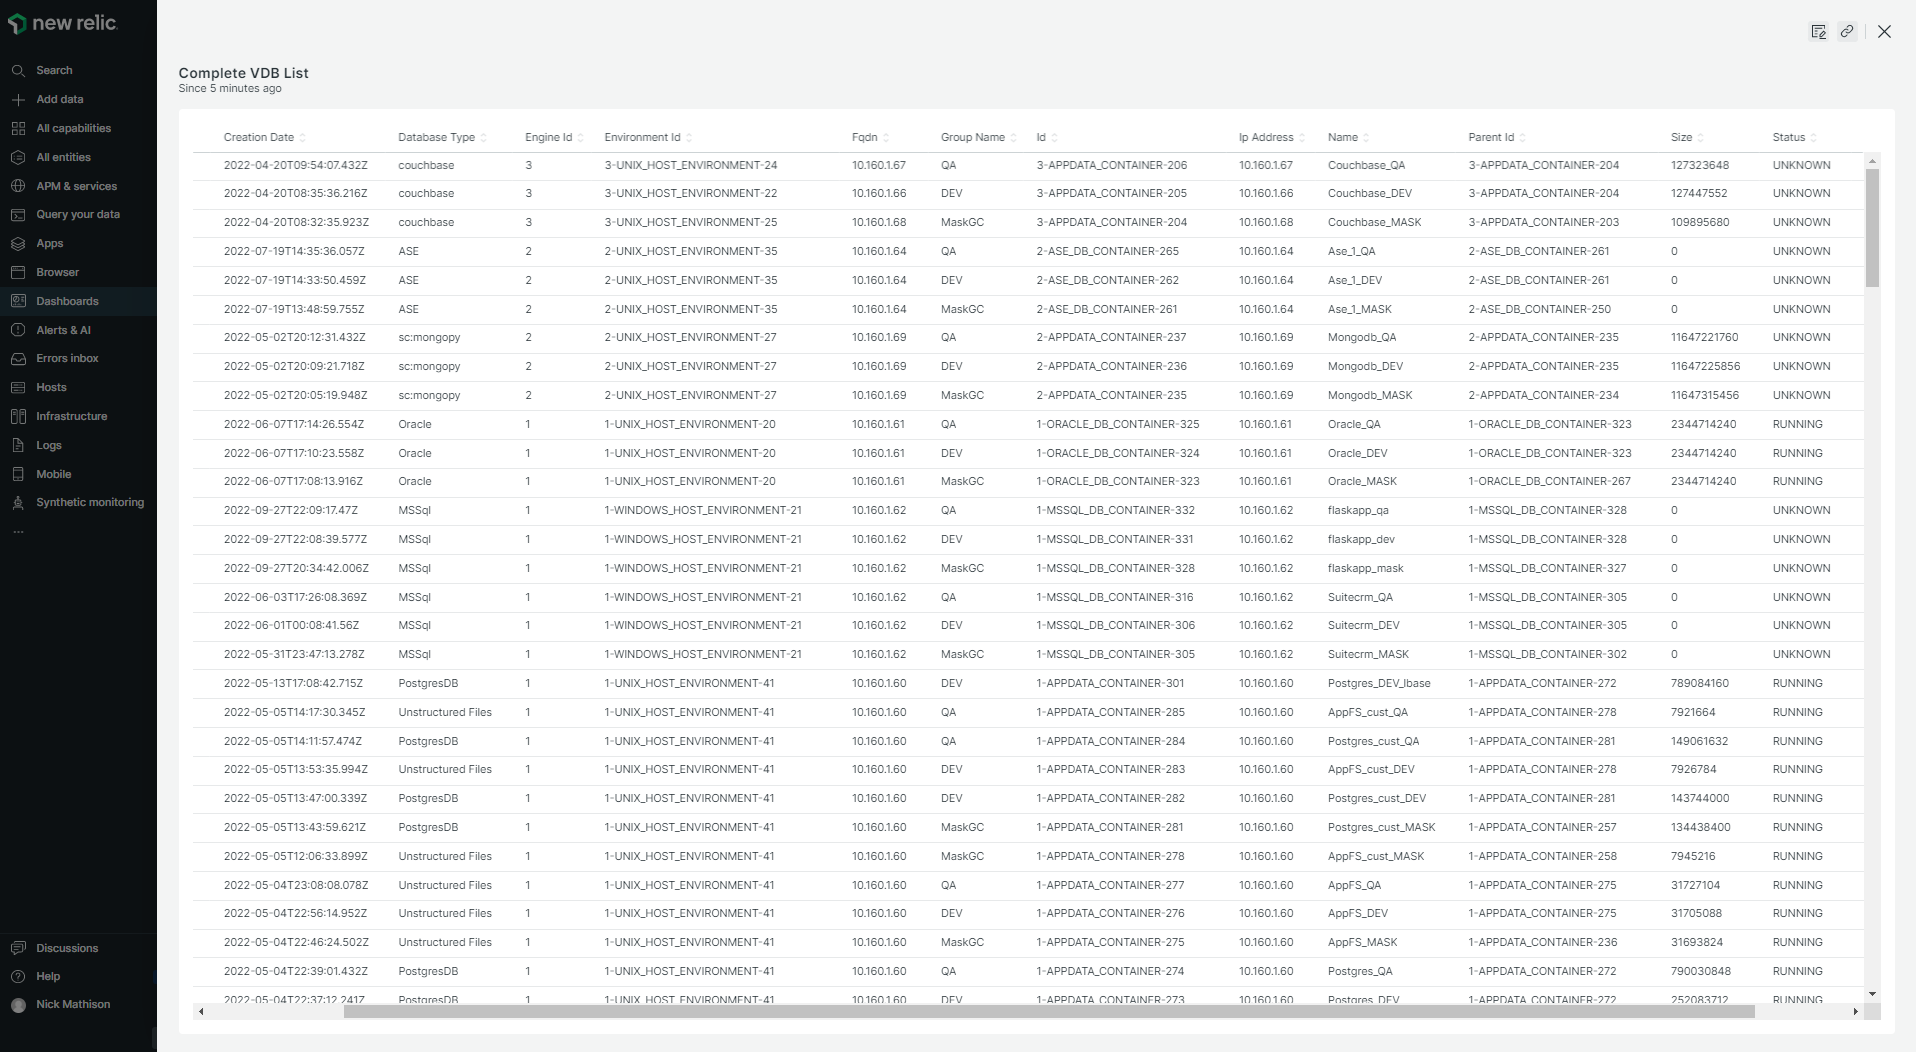 new relic
Search
Add data
All capabilities
All entities
APM & services
Query your data
Apps
Browser
Dashboards
Alerts & AI
Errors inbox
Hosts
Infrastructure
Logs
Mobile
Synthetic monitoring
...
Discussions
Help
Nick Mathison
Complete VDB List
Since 5 minutes ago
Creation Date Database Type Engine Id Environment Id Fqdn Group Name Id Ip Address Name Parent Id Size Status
2022-04-20T09:54:07.432Z couchbase 3 3-UNIX_HOST_ENVIRONMENT-24 10.160.1.67 QA 3-APPDATA_CONTAINER-206 10.160.1.67 Couchbase_QA 3-APPDATA_CONTAINER-204 127323648 UNKNOWN
2022-04-20T08:35:36.216Z couchbase 3 3-UNIX_HOST_ENVIRONMENT-22 10.160.1.66 DEV 3-APPDATA_CONTAINER-205 10.160.1.66 Couchbase_DEV 3-APPDATA_CONTAINER-204 127447552 UNKNOWN
2022-04-20T08:32:35.923Z couchbase 3 3-UNIX_HOST_ENVIRONMENT-25 10.160.1.68 MaskGC 3-APPDATA_CONTAINER-204 10.160.1.68 Couchbase_MASK 3-APPDATA_CONTAINER-203 109895680 UNKNOWN
2022-07-19T14:35:36.057Z ASE 2 2-UNIX_HOST_ENVIRONMENT-35 10.160.1.64 QA 2-ASE_DB_CONTAINER-265 10.160.1.64 Ase_1_QA 2-ASE_DB_CONTAINER-261 0 UNKNOWN
2022-07-19T14:33:50.459Z ASE 2 2-UNIX_HOST_ENVIRONMENT-35 10.160.1.64 DEV 2-ASE_DB_CONTAINER-262 10.160.1.64 Ase_1_DEV 2-ASE_DB_CONTAINER-261 0 UNKNOWN
2022-07-19T13:48:59.755Z ASE 2 2-UNIX_HOST_ENVIRONMENT-35 10.160.1.64 MaskGC 2-ASE_DB_CONTAINER-261 10.160.1.64 Ase_1_MASK 2-ASE_DB_CONTAINER-250 0 UNKNOWN
2022-05-02T20:12:31.432Z sc:mongopy 2 2-UNIX_HOST_ENVIRONMENT-27 10.160.1.69 QA 2-APPDATA_CONTAINER-237 10.160.1.69 Mongodb_QA 2-APPDATA_CONTAINER-235 11647221760 UNKNOWN
2022-05-02T20:09:21.718Z sc:mongopy 2 2-UNIX_HOST_ENVIRONMENT-27 10.160.1.69 DEV 2-APPDATA_CONTAINER-236 10.160.1.69 Mongodb_DEV 2-APPDATA_CONTAINER-235 11647225856 UNKNOWN
2022-05-02T20:05:19.948Z sc:mongopy 2 2-UNIX_HOST_ENVIRONMENT-27 10.160.1.69 MaskGC 2-APPDATA_CONTAINER-235 10.160.1.69 Mongodb_MASK 2-APPDATA_CONTAINER-234 11647315456 UNKNOWN
2022-06-07T17:14:26.554Z Oracle 1 1-UNIX_HOST_ENVIRONMENT-20 10.160.1.61 QA 1-ORACLE_DB_CONTAINER-325 10.160.1.61 Oracle_QA 1-ORACLE_DB_CONTAINER-323 2344714240 RUNNING
2022-06-07T17:10:23.558Z Oracle 1 1-UNIX_HOST_ENVIRONMENT-20 10.160.1.61 DEV 1-ORACLE_DB_CONTAINER-324 10.160.1.61 Oracle_DEV 1-ORACLE_DB_CONTAINER-323 2344714240 RUNNING
2022-06-07T17:08:13.916Z Oracle 1 1-UNIX_HOST_ENVIRONMENT-20 10.160.1.61 MaskGC 1-ORACLE_DB_CONTAINER-323 10.160.1.61 Oracle_MASK 1-ORACLE_DB_CONTAINER-267 2344714240 RUNNING
2022-09-27T22:09:17.47Z MSSql 1 1-WINDOWS_HOST_ENVIRONMENT-21 10.160.1.62 QA 1-MSSQL_DB_CONTAINER-332 10.160.1.62 flaskapp_qa 1-MSSQL_DB_CONTAINER-328 0 UNKNOWN
2022-09-27T22:08:39.577Z MSSql 1 1-WINDOWS_HOST_ENVIRONMENT-21 10.160.1.62 DEV 1-MSSQL_DB_CONTAINER-331 10.160.1.62 flaskapp_dev 1-MSSQL_DB_CONTAINER-328 0 UNKNOWN
2022-09-27T20:34:42.006Z MSSql 1 1-WINDOWS_HOST_ENVIRONMENT-21 10.160.1.62 MaskGC 1-MSSQL_DB_CONTAINER-328 10.160.1.62 flaskapp_mask 1-MSSQL_DB_CONTAINER-327 0 UNKNOWN
2022-06-03T17:26:08.369Z MSSql 1 1-WINDOWS_HOST_ENVIRONMENT-21 10.160.1.62 QA 1-MSSQL_DB_CONTAINER-316 10.160.1.62 Suitecrm_QA 1-MSSQL_DB_CONTAINER-305 0 UNKNOWN
2022-06-01T00:08:41.56Z MSSql 1 1-WINDOWS_HOST_ENVIRONMENT-21 10.160.1.62 DEV 1-MSSQL_DB_CONTAINER-306 10.160.1.62 Suitecrm_DEV 1-MSSQL_DB_CONTAINER-305 0 UNKNOWN
2022-05-31T23:47:13.278Z MSSql 1 1-WINDOWS_HOST_ENVIRONMENT-21 10.160.1.62 MaskGC 1-MSSQL_DB_CONTAINER-305 10.160.1.62 Suitecrm_MASK 1-MSSQL_DB_CONTAINER-302 0 UNKNOWN
2022-05-13T17:08:42.715Z PostgresDB 1 1-UNIX_HOST_ENVIRONMENT-41 10.160.1.60 DEV 1-APPDATA_CONTAINER-301 10.160.1.60 Postgres_DEV_lbase 1-APPDATA_CONTAINER-272 789084160 RUNNING
2022-05-05T14:17:30.345Z Unstructured Files 1 1-UNIX_HOST_ENVIRONMENT-41 10.160.1.60 QA 1-APPDATA_CONTAINER-285 10.160.1.60 AppFS_cust_QA 1-APPDATA_CONTAINER-278 7921664 RUNNING
2022-05-05T14:11:57.474Z PostgresDB 1 1-UNIX_HOST_ENVIRONMENT-41 10.160.1.60 QA 1-APPDATA_CONTAINER-284 10.160.1.60 Postgres_cust_QA 1-APPDATA_CONTAINER-281 149061632 RUNNING
2022-05-05T13:53:35.994Z Unstructured Files 1 1-UNIX_HOST_ENVIRONMENT-41 10.160.1.60 DEV 1-APPDATA_CONTAINER-283 10.160.1.60 AppFS_cust_DEV 1-APPDATA_CONTAINER-278 7926784 RUNNING
2022-05-05T13:47:00.339Z PostgresDB 1 1-UNIX_HOST_ENVIRONMENT-41 10.160.1.60 DEV 1-APPDATA_CONTAINER-282 10.160.1.60 Postgres_cust_DEV 1-APPDATA_CONTAINER-281 143744000 RUNNING
2022-05-05T13:43:59.621Z PostgresDB 1 1-UNIX_HOST_ENVIRONMENT-41 10.160.1.60 MaskGC 1-APPDATA_CONTAINER-281 10.160.1.60 Postgres_cust_MASK 1-APPDATA_CONTAINER-257 134438400 RUNNING
2022-05-05T12:06:33.899Z Unstructured Files 1 1-UNIX_HOST_ENVIRONMENT-41 10.160.1.60 MaskGC 1-APPDATA_CONTAINER-278 10.160.1.60 AppFS_cust_MASK 1-APPDATA_CONTAINER-258 7945216 RUNNING
2022-05-04T23:08:08.078Z Unstructured Files 1 1-UNIX_HOST_ENVIRONMENT-41 10.160.1.60 QA 1-APPDATA_CONTAINER-277 10.160.1.60 AppFS_QA 1-APPDATA_CONTAINER-275 31727104 RUNNING
2022-05-04T22:56:14.952Z Unstructured Files 1 1-UNIX_HOST_ENVIRONMENT-41 10.160.1.60 DEV 1-APPDATA_CONTAINER-276 10.160.1.60 AppFS_DEV 1-APPDATA_CONTAINER-275 31705088 RUNNING
2022-05-04T22:46:24.502Z Unstructured Files 1 1-UNIX_HOST_ENVIRONMENT-41 10.160.1.60 MaskGC 1-APPDATA_CONTAINER-275 10.160.1.60 AppFS_MASK 1-APPDATA_CONTAINER-236 31693824 RUNNING
2022-05-04T22:39:01.432Z PostgresDB 1 1-UNIX_HOST_ENVIRONMENT-41 10.160.1.60 QA 1-APPDATA_CONTAINER-274 10.160.1.60 Postgres_QA 1-APPDATA_CONTAINER-272 790030848 RUNNING
2022-05-04T22:37:12.241Z PostgresDB 1 1-UNIX_HOST_ENVIRONMENT-41 10.160.1.60 DEV 1-APPDATA_CONTAINER-273 10.160.1.60 Postgres_DEV 1-APPDATA_CONTAINER-272 252083712 RUNNING